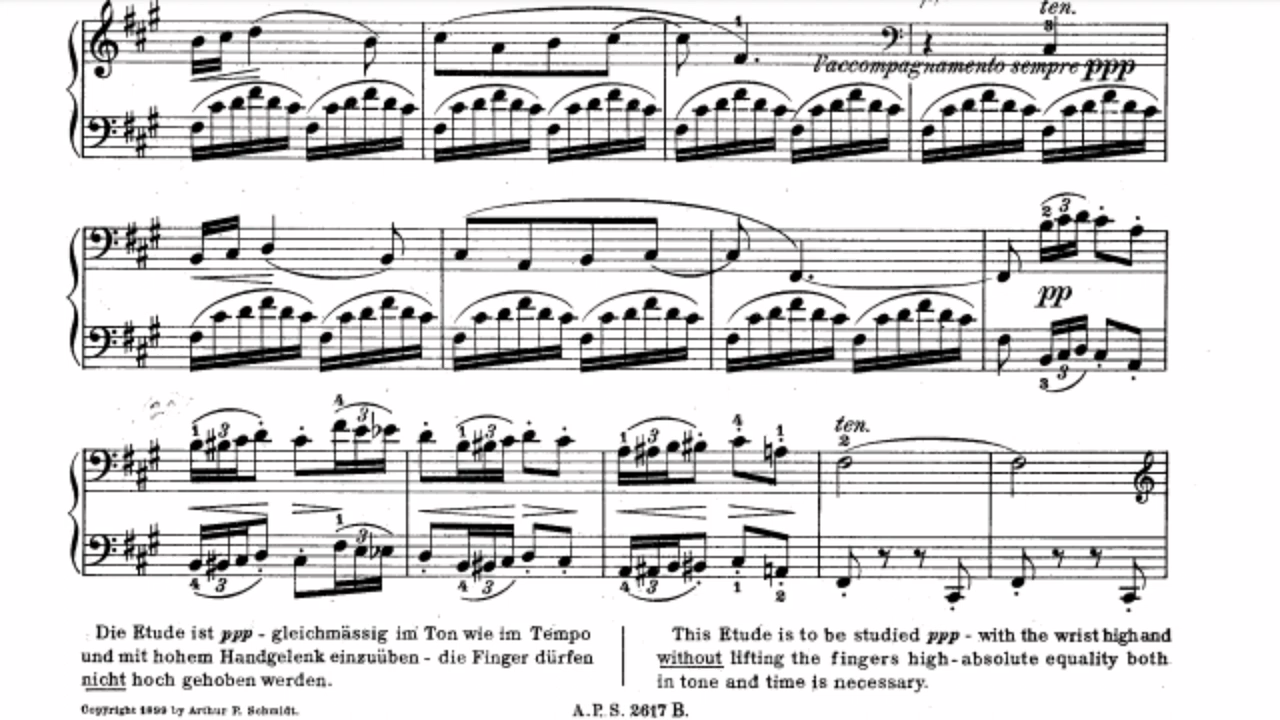 ten.
l'accompagnamento sempre ppp
pp
ten.
Die Etude ist ppp - gleichmässig im Ton wie im Tempo
und mit hohem Handgelenk einzuüben - die Finger dürfen
nicht hoch gehoben werden.
This Etude is to be studied ppp - with the wrist high and
without lifting the fingers high - absolute equality both
in tone and time is necessary.
Copyright 1899 by Arthur P. Schmidt.
A.P.S. 2617 B.